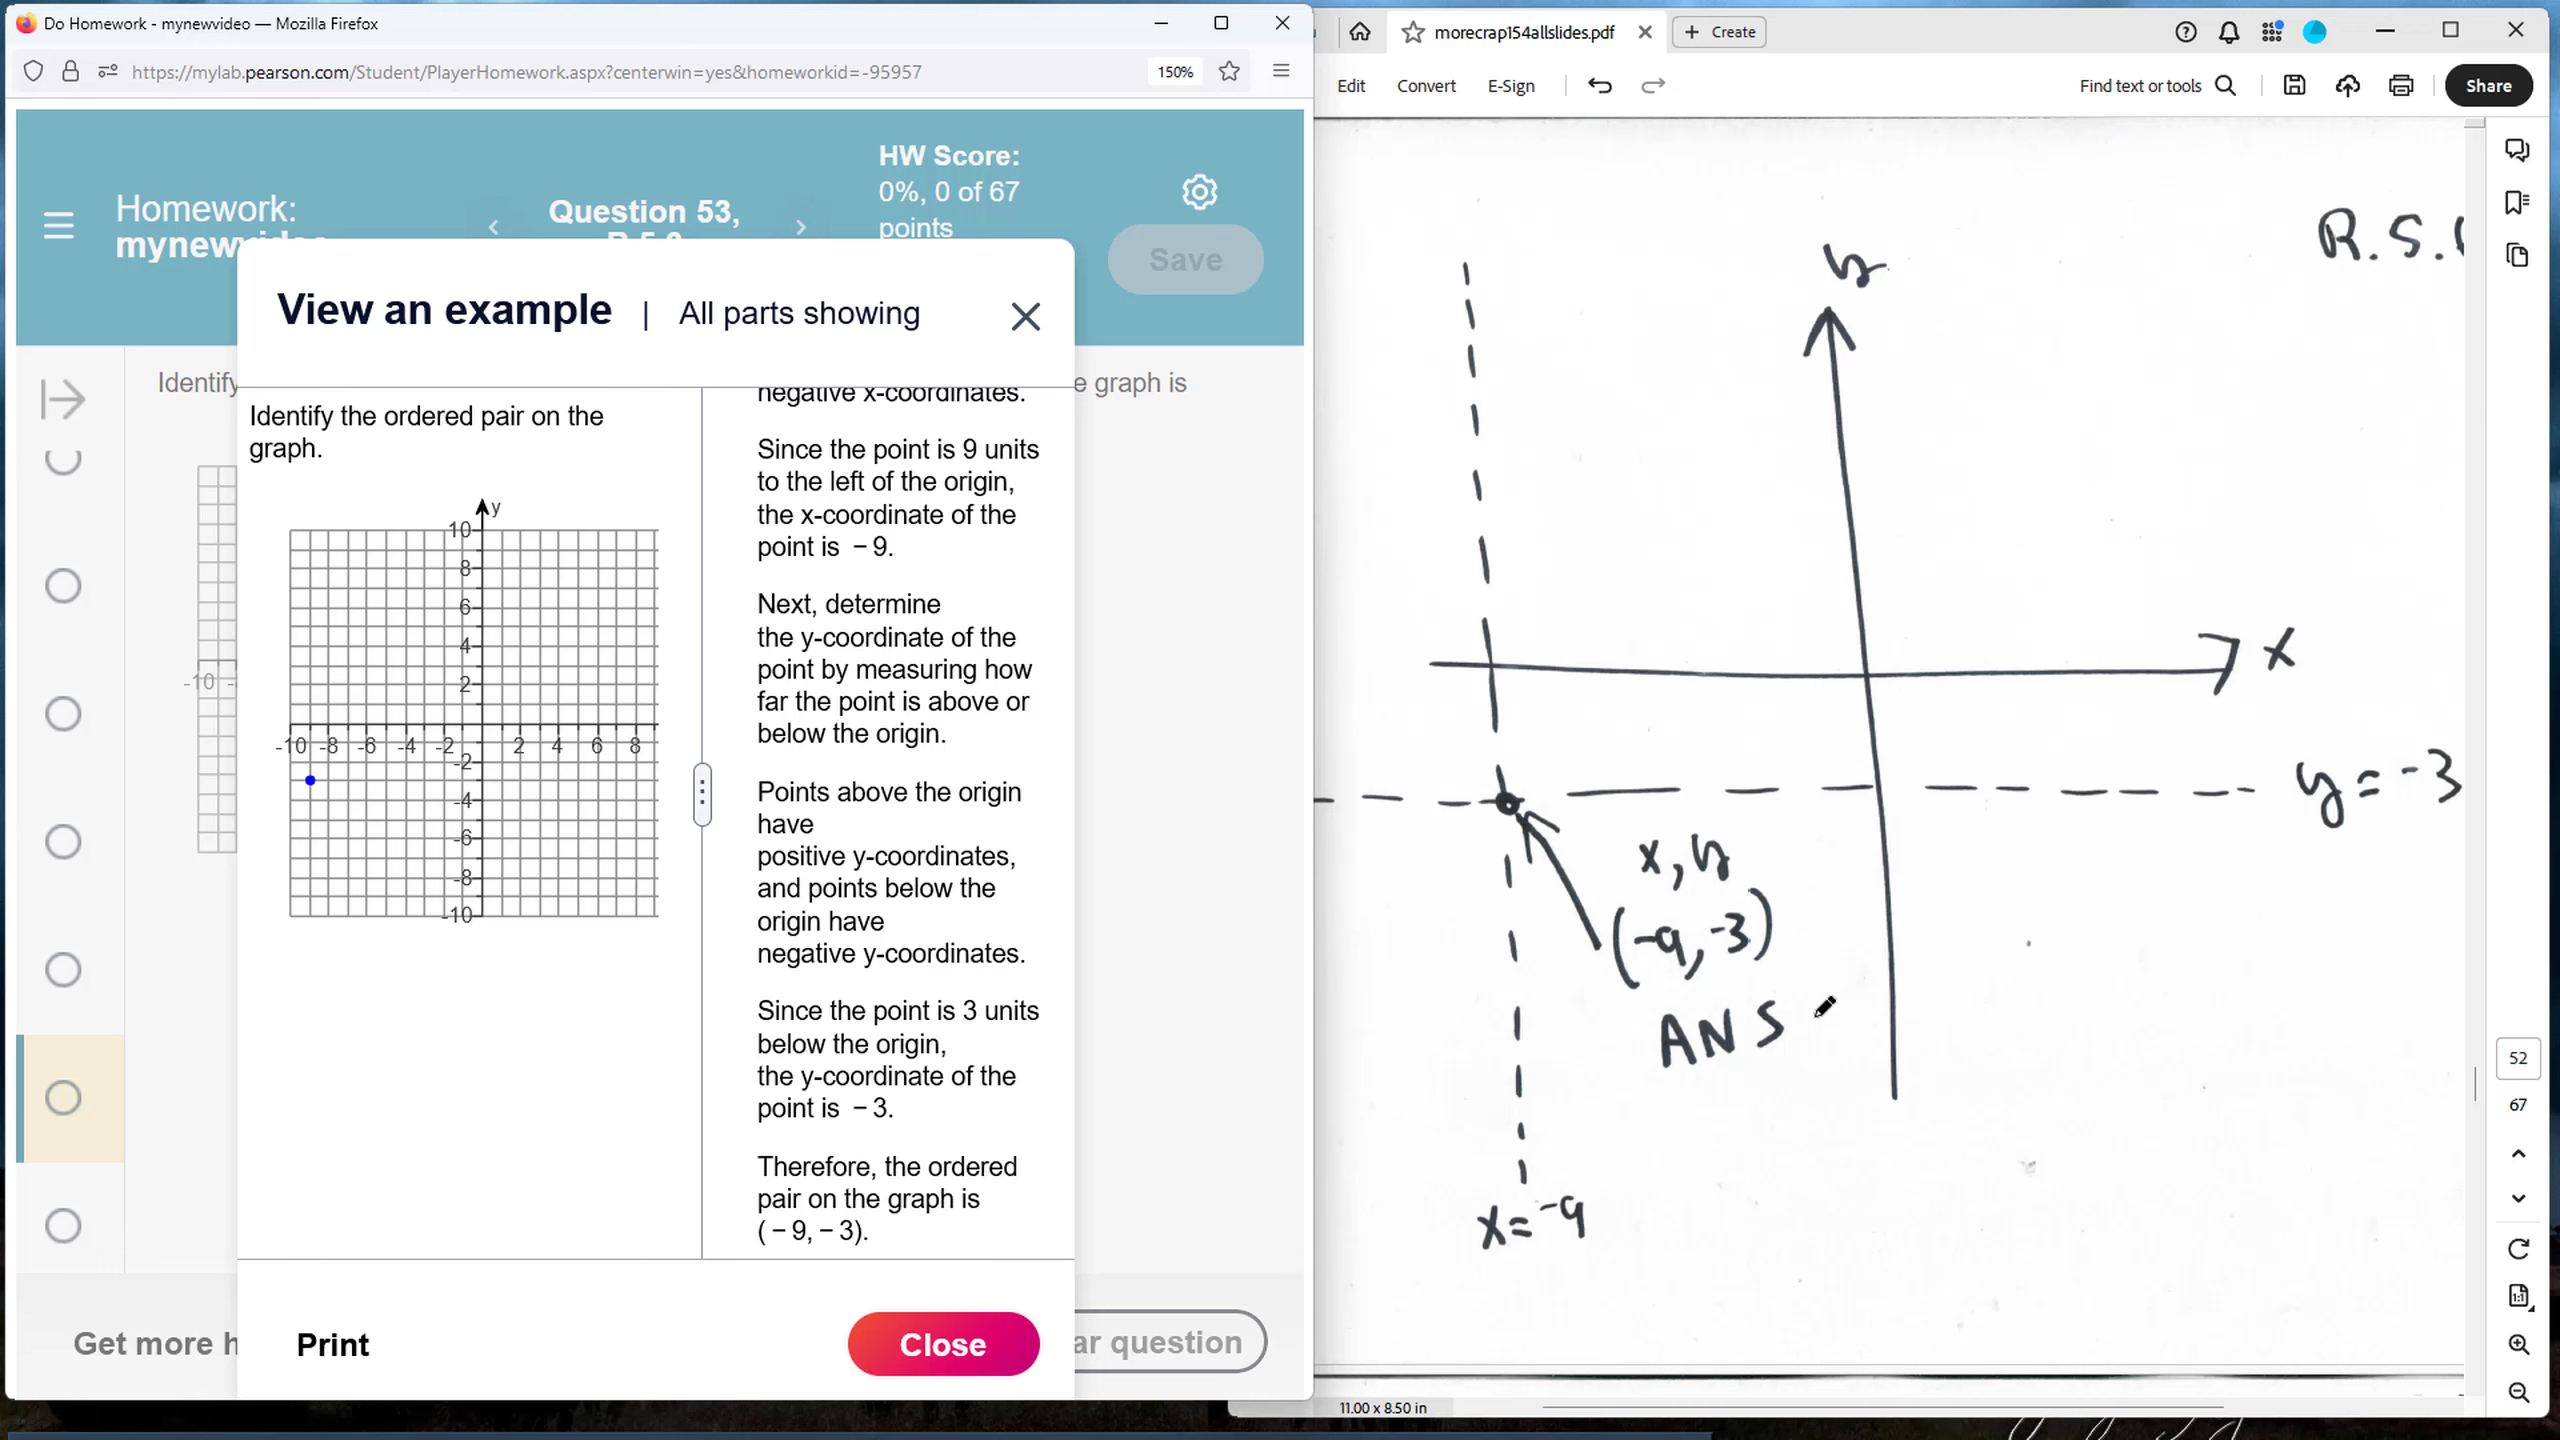 Do Homework - mynewvideo — Mozilla Firefox
https://mylab.pearson.com/Student/PlayerHomework.aspx?centerwin=yes&homeworkid=-95957
150%
Homework:
Question 53,
HW Score:
0%, 0 of 67
points
Save
View an example | All parts showing
Identify
e graph is
Identify the ordered pair on the
graph.
y
10
8
6
4
2
-10 -8 -6 -4 -2 2 4 6 8
-2
-4
-6
-8
-10
-10
negative x-coordinates.
Since the point is 9 units
to the left of the origin,
the x-coordinate of the
point is − 9.
Next, determine
the y-coordinate of the
point by measuring how
far the point is above or
below the origin.
Points above the origin
have
positive y-coordinates,
and points below the
origin have
negative y-coordinates.
Since the point is 3 units
below the origin,
the y-coordinate of the
point is − 3.
Therefore, the ordered
pair on the graph is
( − 9, − 3).
Get more h
Print
Close
ar question
morecrap154allslides.pdf
Create
Edit
Convert
E-Sign
Find text or tools
Share
y
x
y = -3
x, y
(-9, -3)
ANS
x = -9
52
67
11.00 x 8.50 in